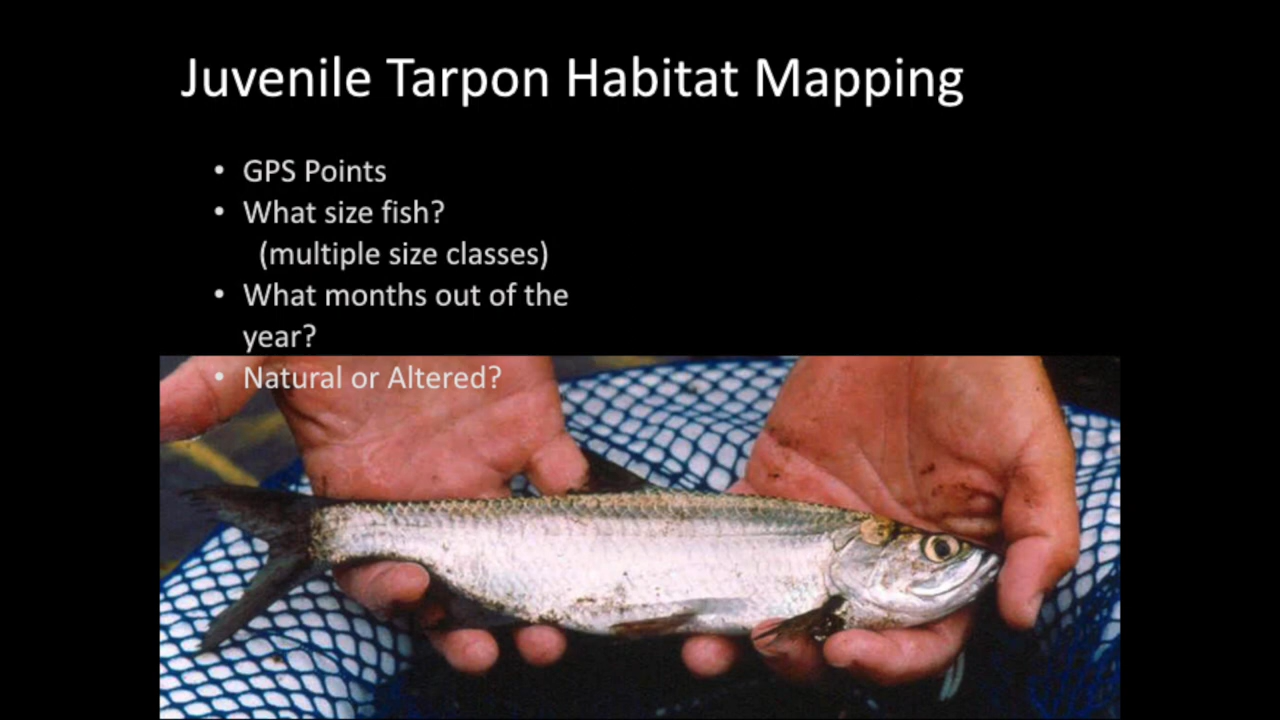 Juvenile Tarpon Habitat Mapping
• GPS Points
• What size fish?
(multiple size classes)
• What months out of the
year?
• Natural or Altered?